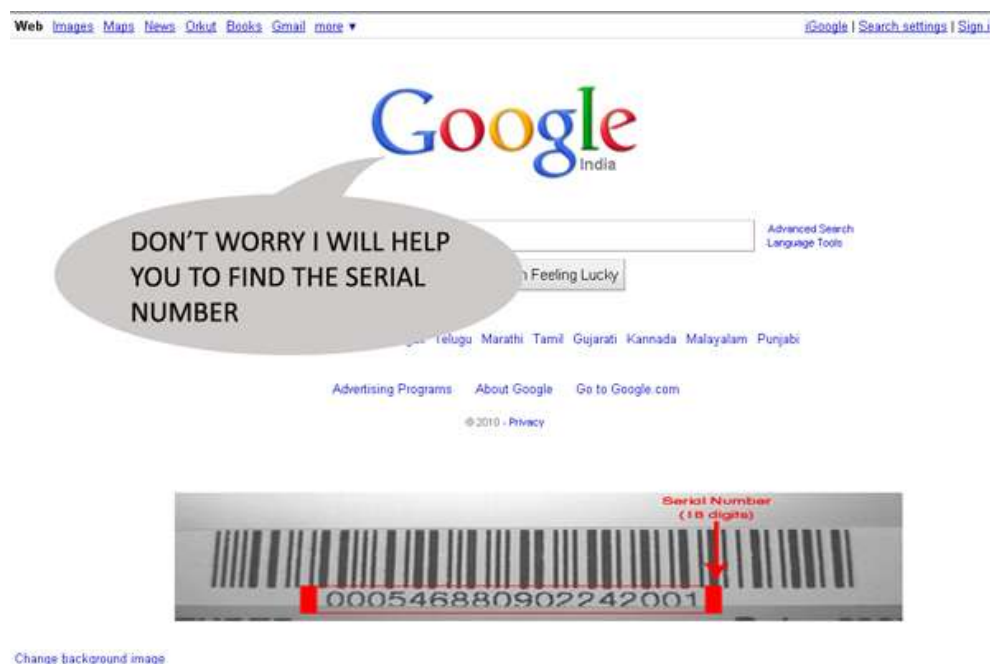 Web Images Maps News Orkut Books Gmail more ▼
iGoogle | Search settings | Sign i
Google
India
DON'T WORRY I WILL HELP
YOU TO FIND THE SERIAL
NUMBER
Advanced Search
Language Tools
Feeling Lucky
Telugu Marathi Tamil Gujarati Kannada Malayalam Punjabi
Advertising Programs About Google Go to Google.com
© 2010 - Privacy
Serial Number
(18 digits)
000546880902242001
Change background image